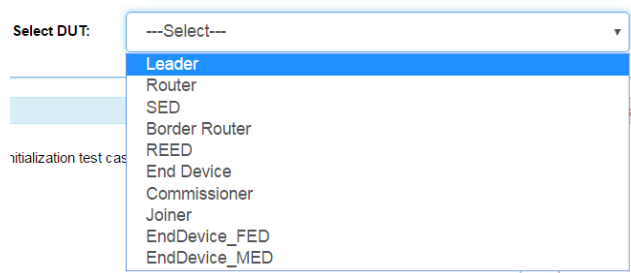 Select DUT: ---Select---
Leader
Router
SED
Border Router
nitialization test cas
REED
End Device
Commissioner
Joiner
EndDevice_FED
EndDevice_MED